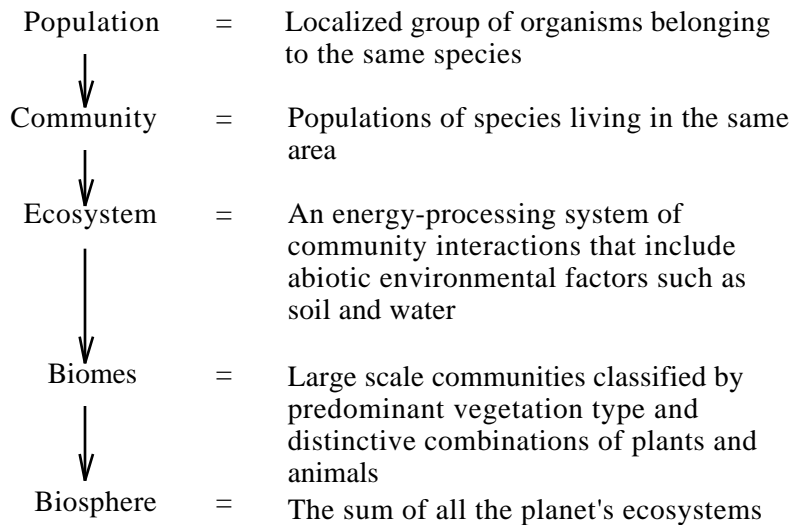 Population = Localized group of organisms belonging
to the same species
Community = Populations of species living in the same
area
Ecosystem = An energy-processing system of
community interactions that include
abiotic environmental factors such as
soil and water
Biomes = Large scale communities classified by
predominant vegetation type and
distinctive combinations of plants and
animals
Biosphere = The sum of all the planet's ecosystems